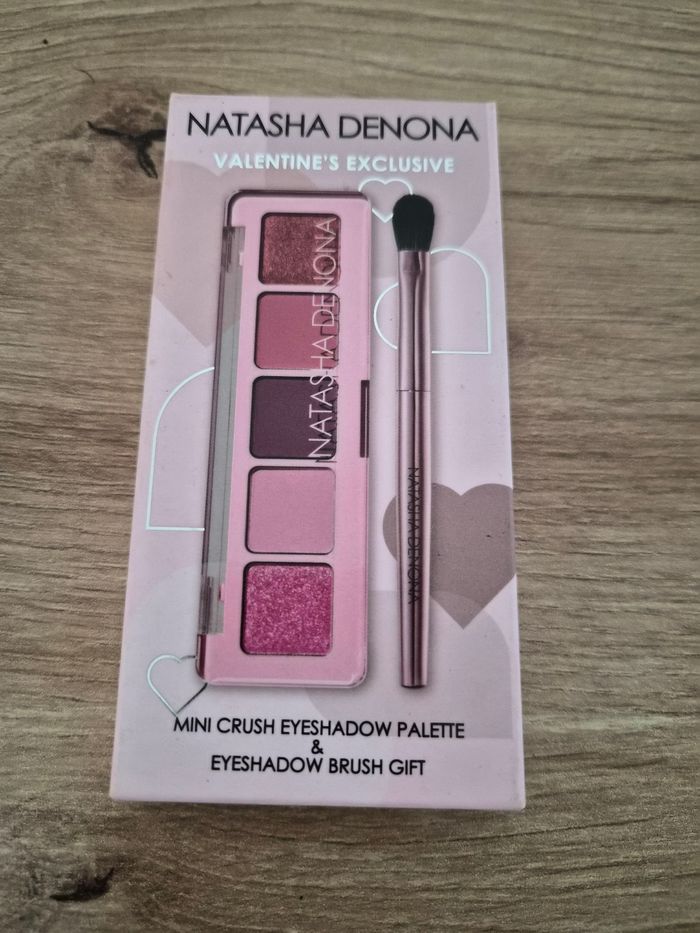 NATASHA DENONA
VALENTINE'S EXCLUSIVE
NATASHA DENONA
NATASHA DENONA
MINI CRUSH EYESHADOW PALETTE
&
EYESHADOW BRUSH GIFT